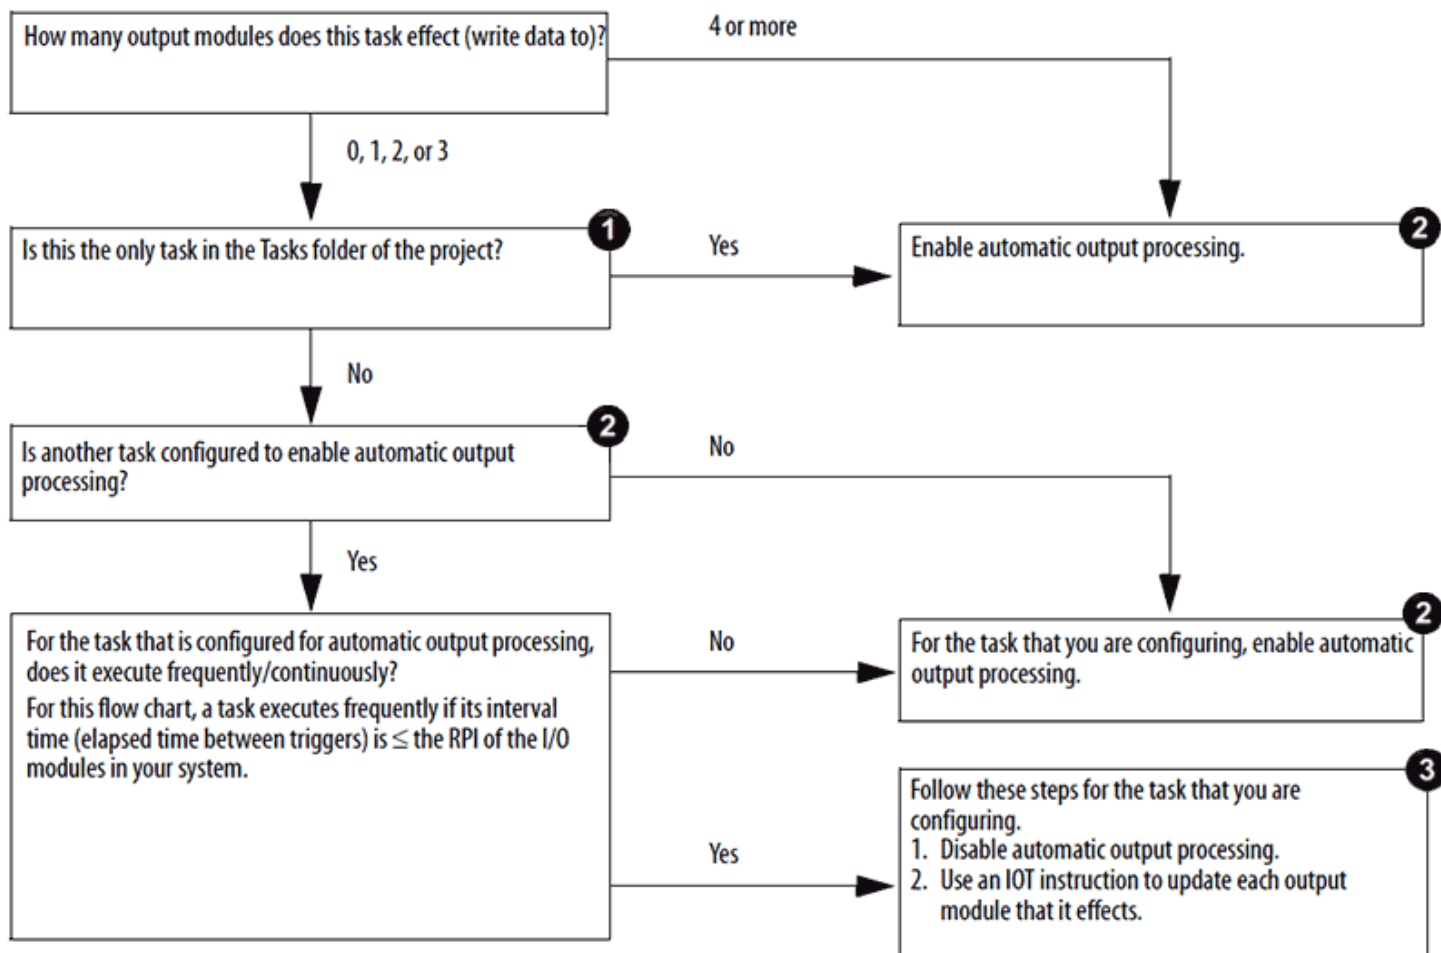 How many output modules does this task effect (write data to)?
4 or more
0, 1, 2, or 3
1
Is this the only task in the Tasks folder of the project?
Yes
2
Enable automatic output processing.
No
2
Is another task configured to enable automatic output
processing?
No
Yes
For the task that is configured for automatic output processing,
does it execute frequently/continuously?
For this flow chart, a task executes frequently if its interval
time (elapsed time between triggers) is ≤ the RPI of the I/O
modules in your system.
No
2
For the task that you are configuring, enable automatic
output processing.
Yes
3
Follow these steps for the task that you are
configuring.
1. Disable automatic output processing.
2. Use an IOT instruction to update each output
module that it effects.